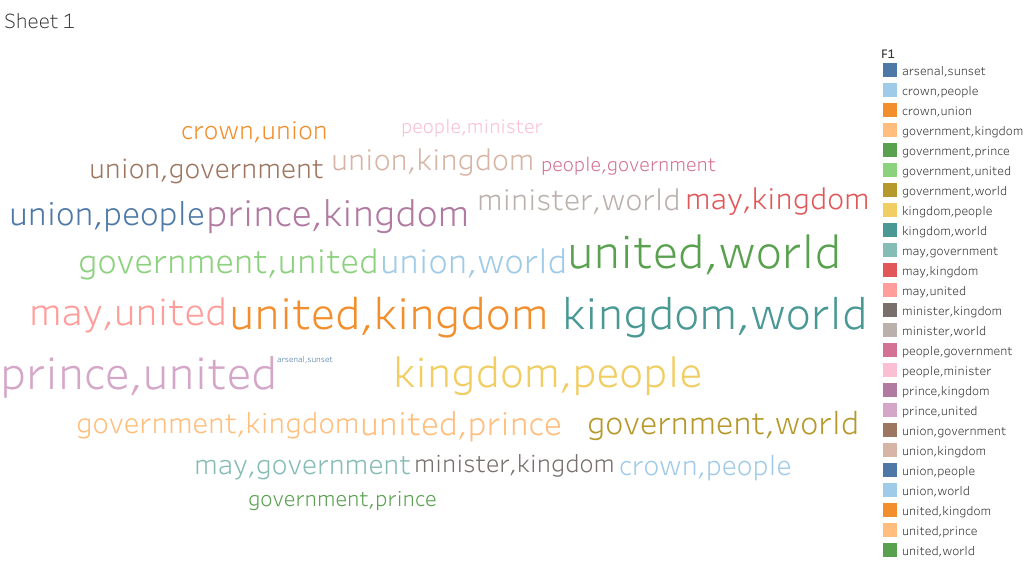 Sheet 1
crown,union
people,minister
union,government
union,kingdom
people,government
union,people
prince,kingdom
minister,world
may,kingdom
government,united
union,world
united,world
may,united
united,kingdom
kingdom,world
prince,united
arsenal,sunset
kingdom,people
government,kingdom
united,prince
government,world
may,government
minister,kingdom
crown,people
government,prince
F1
arsenal,sunset
crown,people
crown,union
government,kingdom
government,prince
government,united
government,world
kingdom,people
kingdom,world
may,government
may,kingdom
may,united
minister,kingdom
minister,world
people,government
people,minister
prince,kingdom
prince,united
union,government
union,kingdom
union,people
union,world
united,kingdom
united,prince
united,world